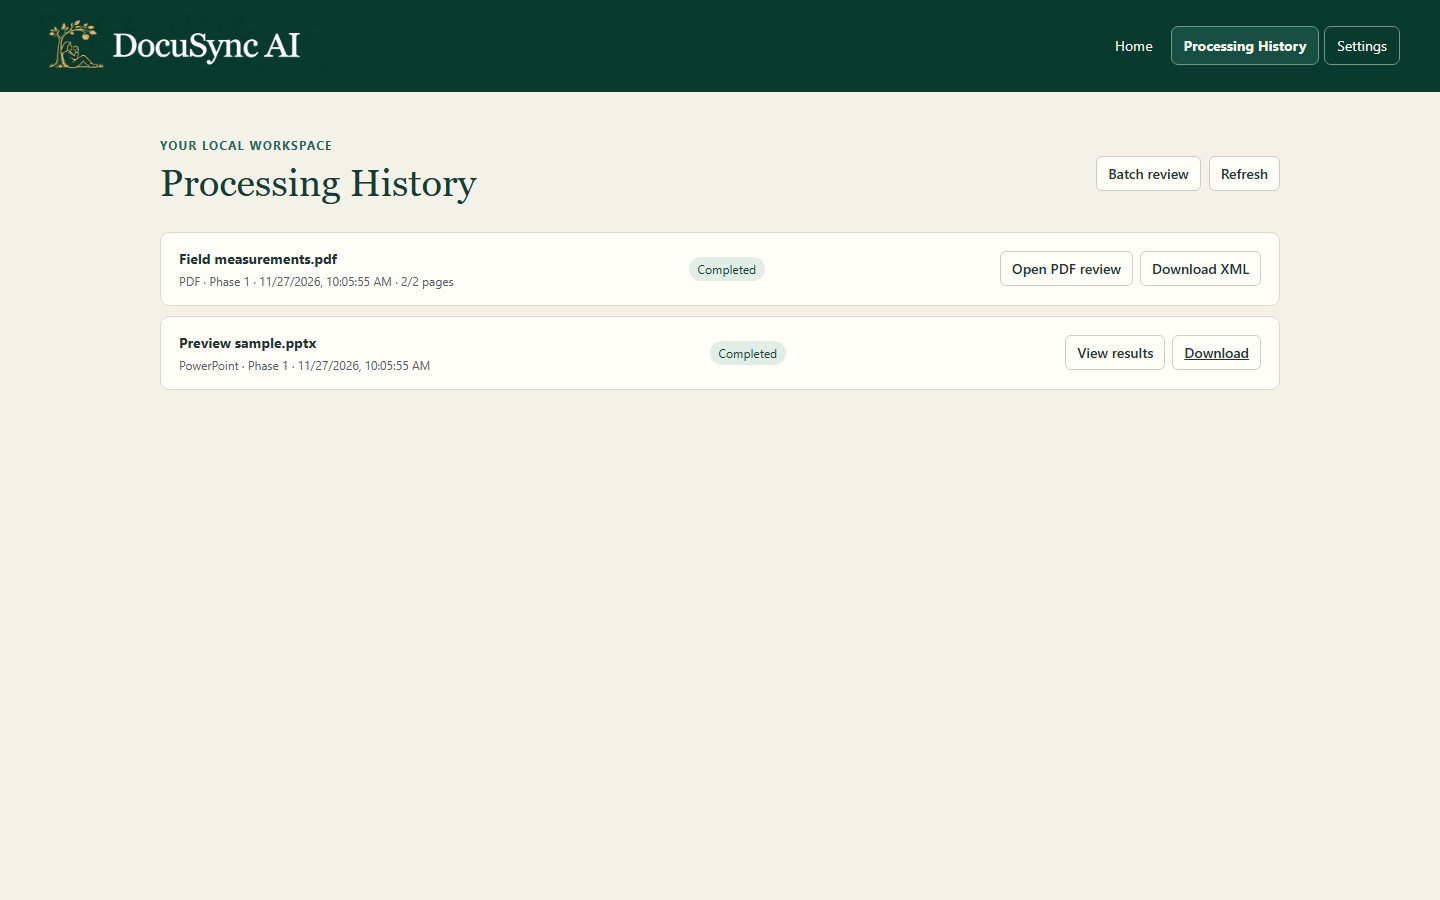 DocuSync AI
Home
Processing History
Settings
YOUR LOCAL WORKSPACE
Processing History
Batch review
Refresh
Field measurements.pdf
PDF · Phase 1 · 11/27/2026, 10:05:55 AM · 2/2 pages
Completed
Open PDF review
Download XML
Preview sample.pptx
PowerPoint · Phase 1 · 11/27/2026, 10:05:55 AM
Completed
View results
Download